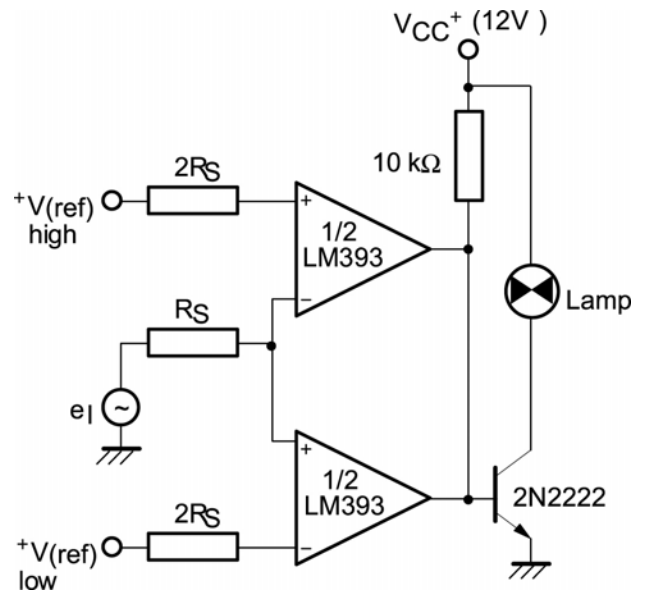 VCC+ (12V )
2RS
+V(ref)
high
+
1/2
LM393
−
10 kΩ
RS
Lamp
eI
~
+
1/2
LM393
−
2N2222
2RS
+V(ref)
low